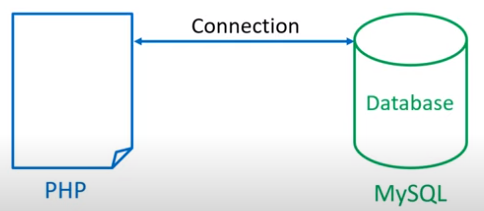 Connection
Database
PHP
MySQL